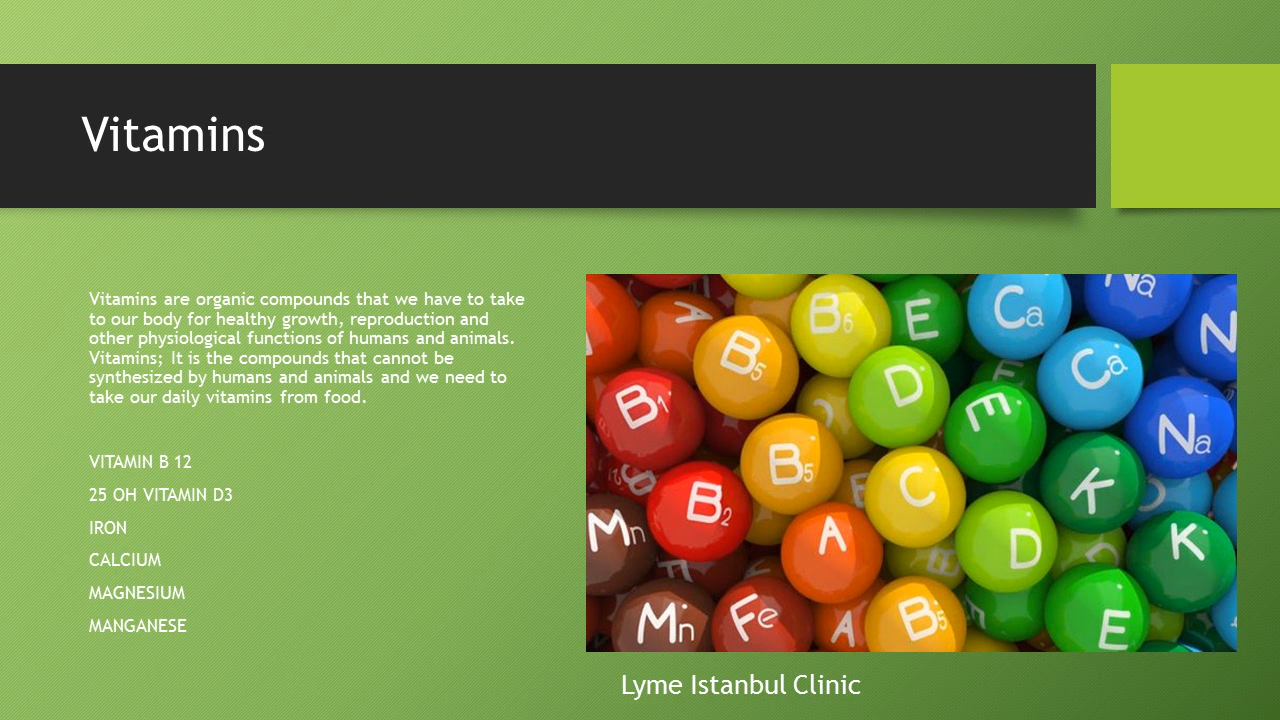 Vitamins
Vitamins are organic compounds that we have to take
to our body for healthy growth, reproduction and
other physiological functions of humans and animals.
Vitamins; It is the compounds that cannot be
synthesized by humans and animals and we need to
take our daily vitamins from food.
VITAMIN B 12
25 OH VITAMIN D3
IRON
CALCIUM
MAGNESIUM
MANGANESE
A B6 E Ca Na
B5 D Ca N
B1 E Na
B5 C K
B2 A D K
Mn
Mn Fe A B5 E
Lyme Istanbul Clinic